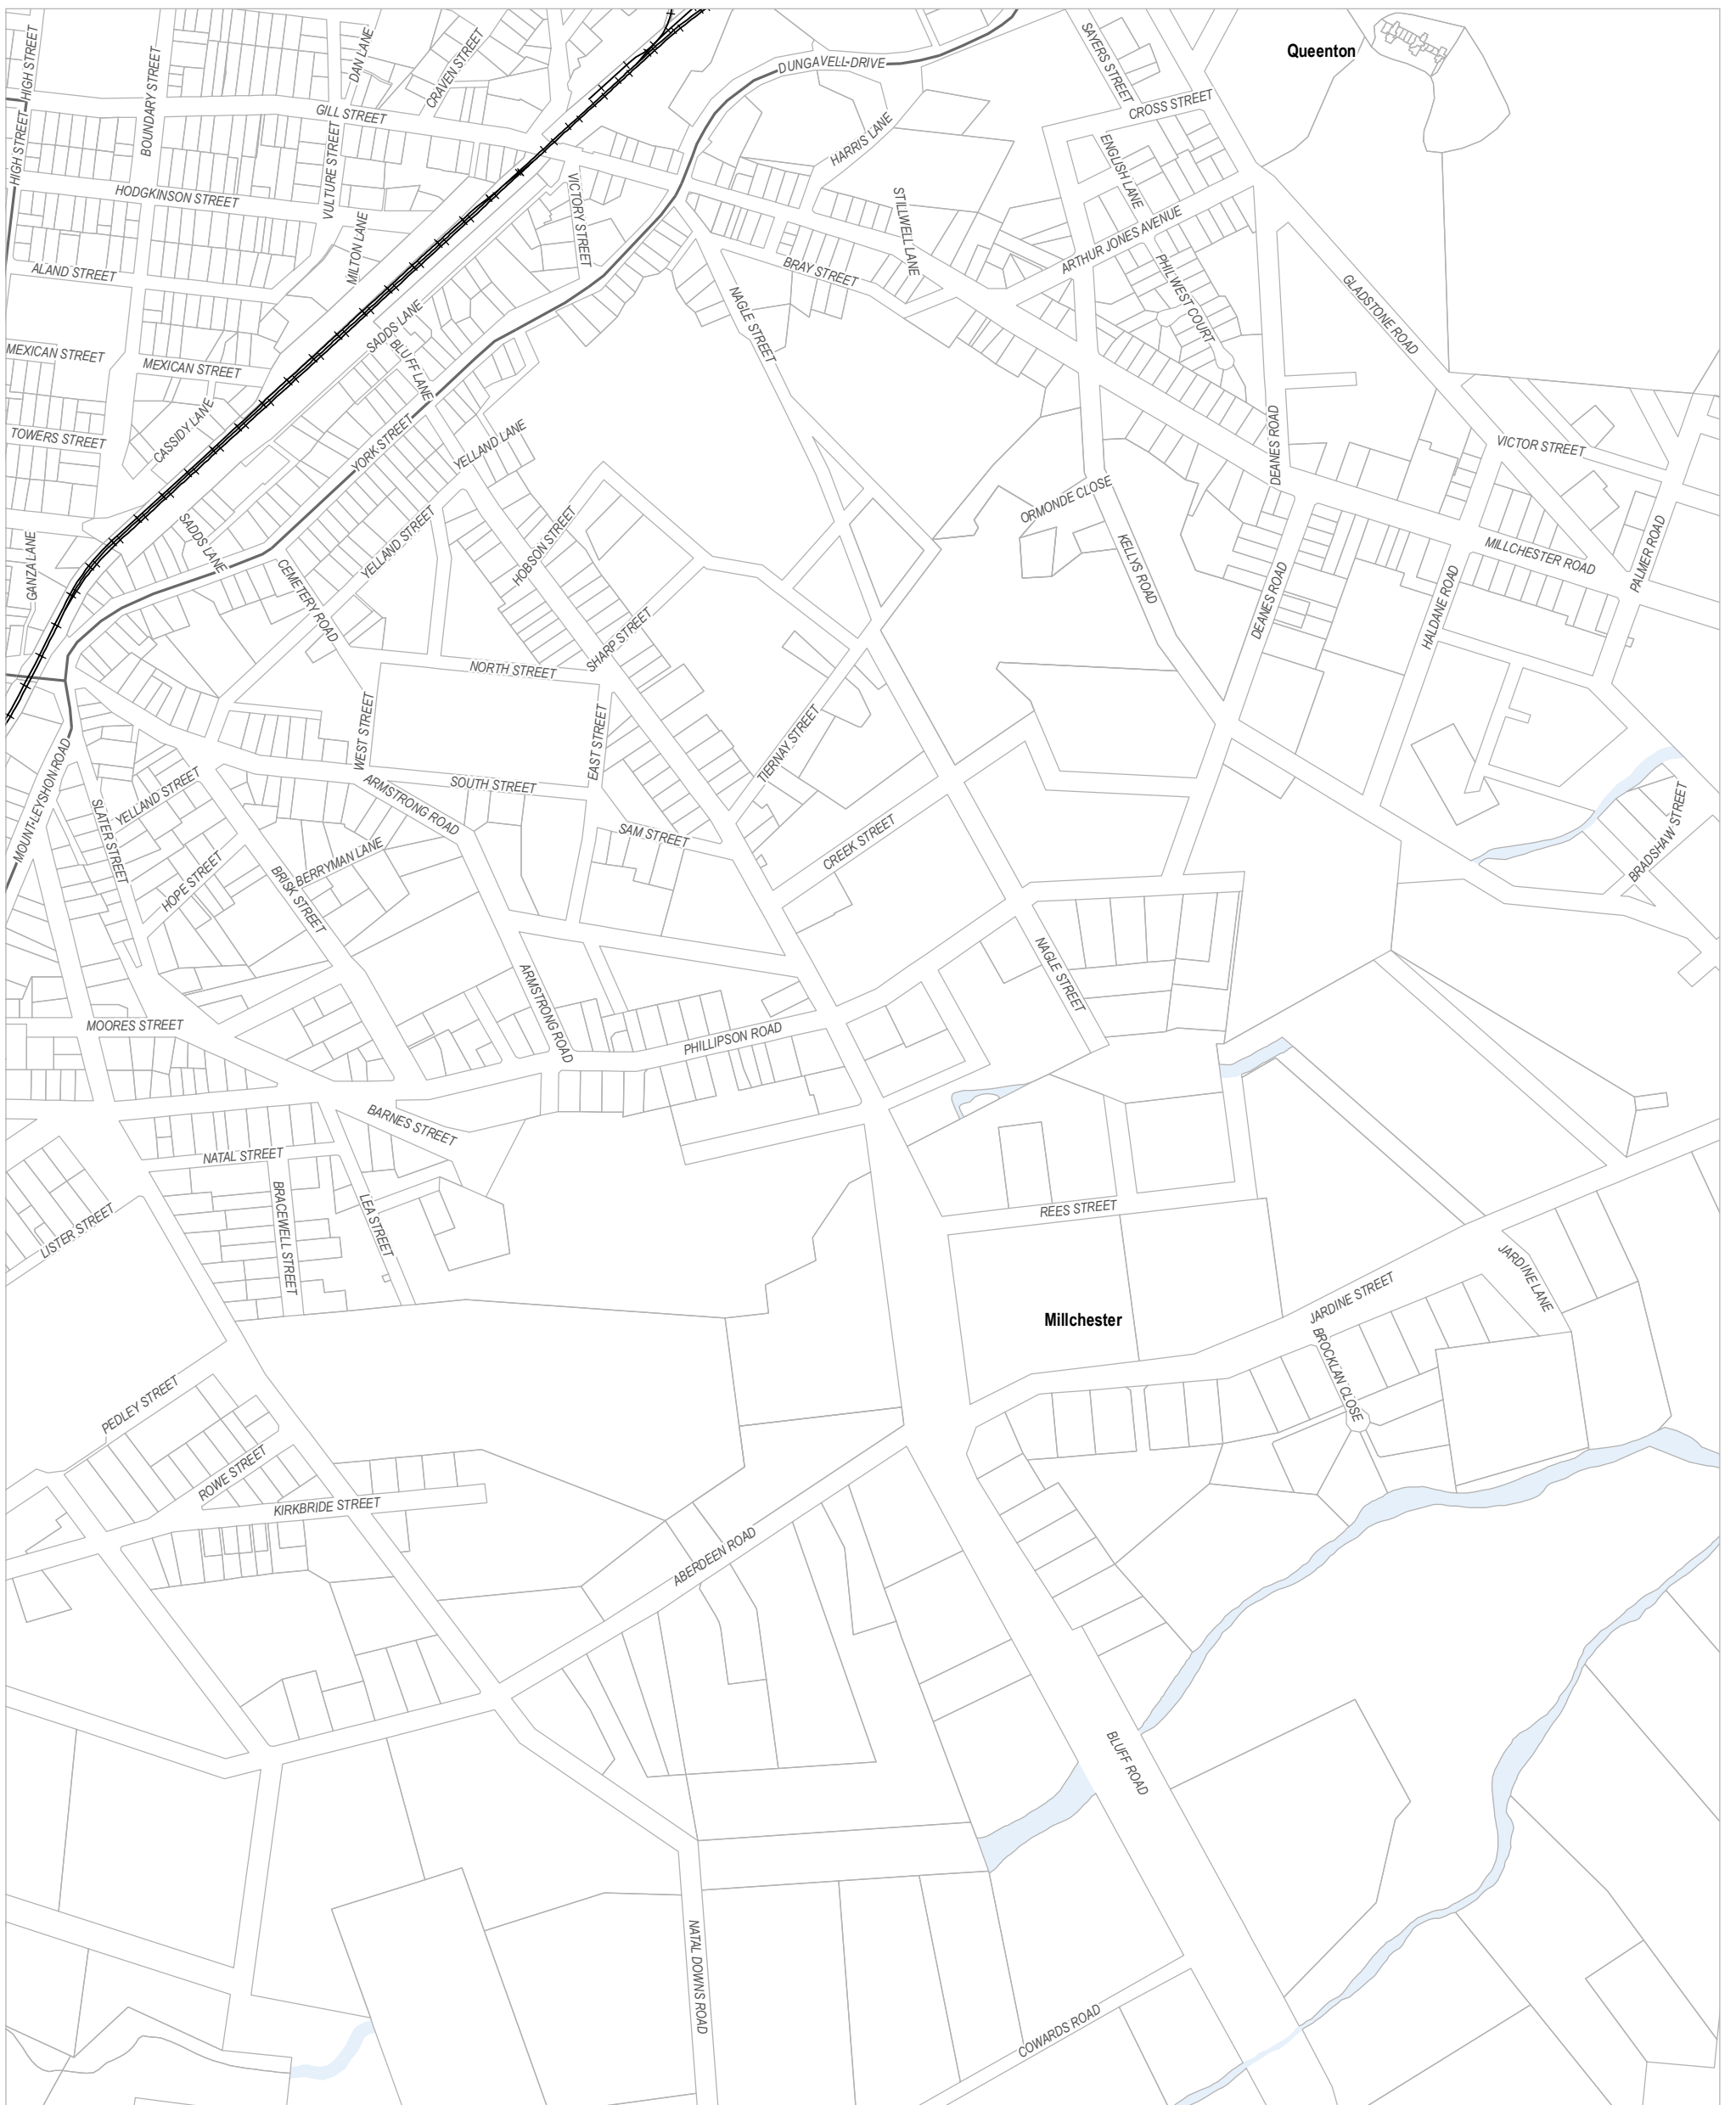 HIGH STREET
HIGH STREET
BOUNDARY STREET
DAN LANE
CRAVEN STREET
GILL STREET
VULTURE STREET
HODGKINSON STREET
MILTON LANE
ALAND STREET
MEXICAN STREET
MEXICAN STREET
TOWERS STREET
CASSIDY LANE
GANZA LANE
DUNGAVELL DRIVE
HARRIS LANE
SAYERS STREET
CROSS STREET
ENGLISH LANE
Queenton
VICTORY STREET
STILLWELL LANE
ARTHUR JONES AVENUE
BRAY STREET
PHILWEST COURT
GLADSTONE ROAD
NAGLE STREET
SADDS LANE
BLUFF LANE
YORK STREET
YELLAND LANE
DEANES ROAD
VICTOR STREET
ORMONDE CLOSE
SADDS LANE
YELLAND STREET
HOBSON STREET
CEMETERY ROAD
KELLYS ROAD
MILLCHESTER ROAD
PALMER ROAD
DEANES ROAD
HALDANE ROAD
SHARP STREET
NORTH STREET
WEST STREET
EAST STREET
TIERNAY STREET
SOUTH STREET
ARMSTRONG ROAD
MOUNT LEYSHON ROAD
YELLAND STREET
SLATER STREET
SAM STREET
CREEK STREET
BRADSHAW STREET
BERRYMAN LANE
HOPE STREET
BRISK STREET
NAGLE STREET
ARMSTRONG ROAD
MOORES STREET
PHILLIPSON ROAD
BARNES STREET
NATAL STREET
BRACEWELL STREET
LEA STREET
LISTER STREET
REES STREET
JARDINE LANE
JARDINE STREET
Millchester
BROCKLAN CLOSE
PEDLEY STREET
ROWE STREET
KIRKBRIDE STREET
ABERDEEN ROAD
BLUFF ROAD
NATAL DOWNS ROAD
COWARDS ROAD